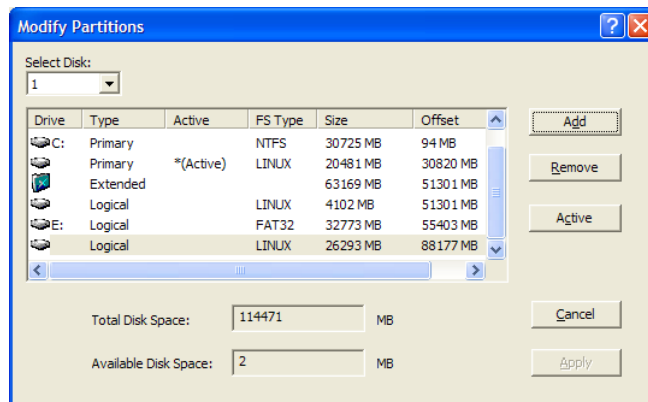 Modify Partitions
Select Disk:
1
Drive Type Active FS Type Size Offset
C: Primary NTFS 30725 MB 94 MB
Primary *(Active) LINUX 20481 MB 30820 MB
Extended 63169 MB 51301 MB
Logical LINUX 4102 MB 51301 MB
E: Logical FAT32 32773 MB 55403 MB
Logical LINUX 26293 MB 88177 MB
Add
Remove
Active
Total Disk Space: 114471 MB
Available Disk Space: 2 MB
Cancel
Apply